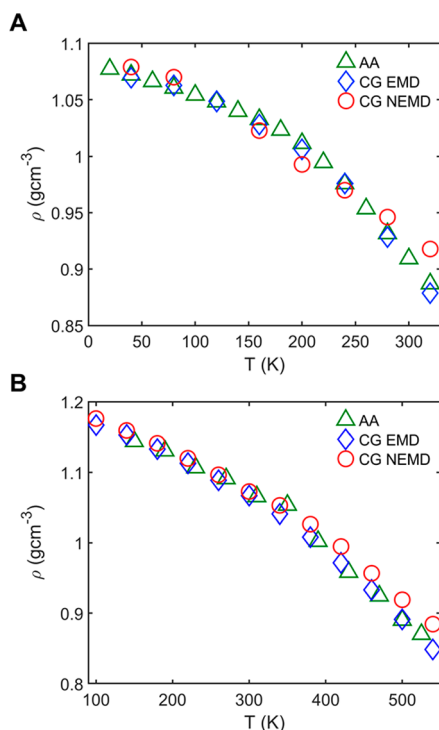 A
1.1
1.05
1
0.95
0.9
0.85
ρ (gcm⁻³)
AA
CG EMD
CG NEMD
0 50 100 150 200 250 300
T (K)
B
1.2
1.1
1
0.9
0.8
ρ (gcm⁻³)
AA
CG EMD
CG NEMD
100 200 300 400 500
T (K)